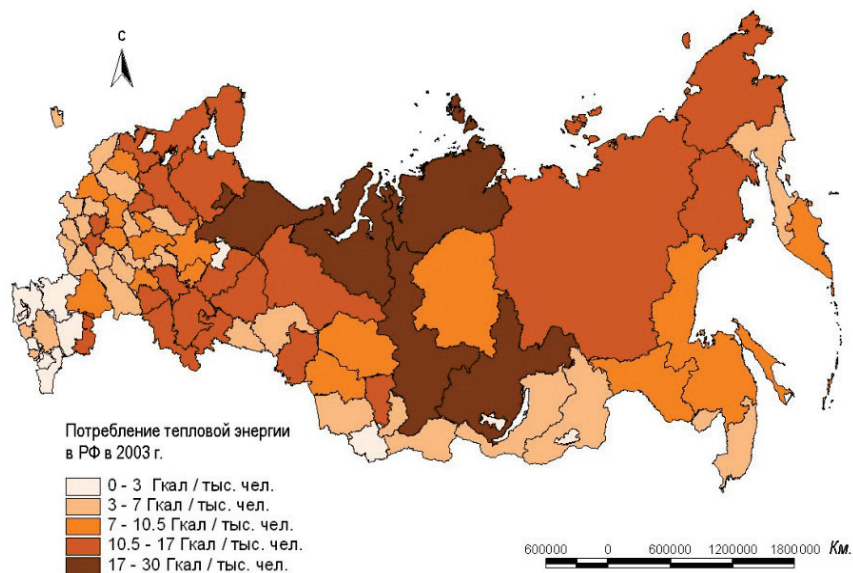 С
Потребление тепловой энергии
в РФ в 2003 г.
0 - 3 Гкал / тыс. чел.
3 - 7 Гкал / тыс. чел.
7 - 10.5 Гкал / тыс. чел.
10.5 - 17 Гкал / тыс. чел.
17 - 30 Гкал / тыс. чел.
600000 0 600000 1200000 1800000 Км.